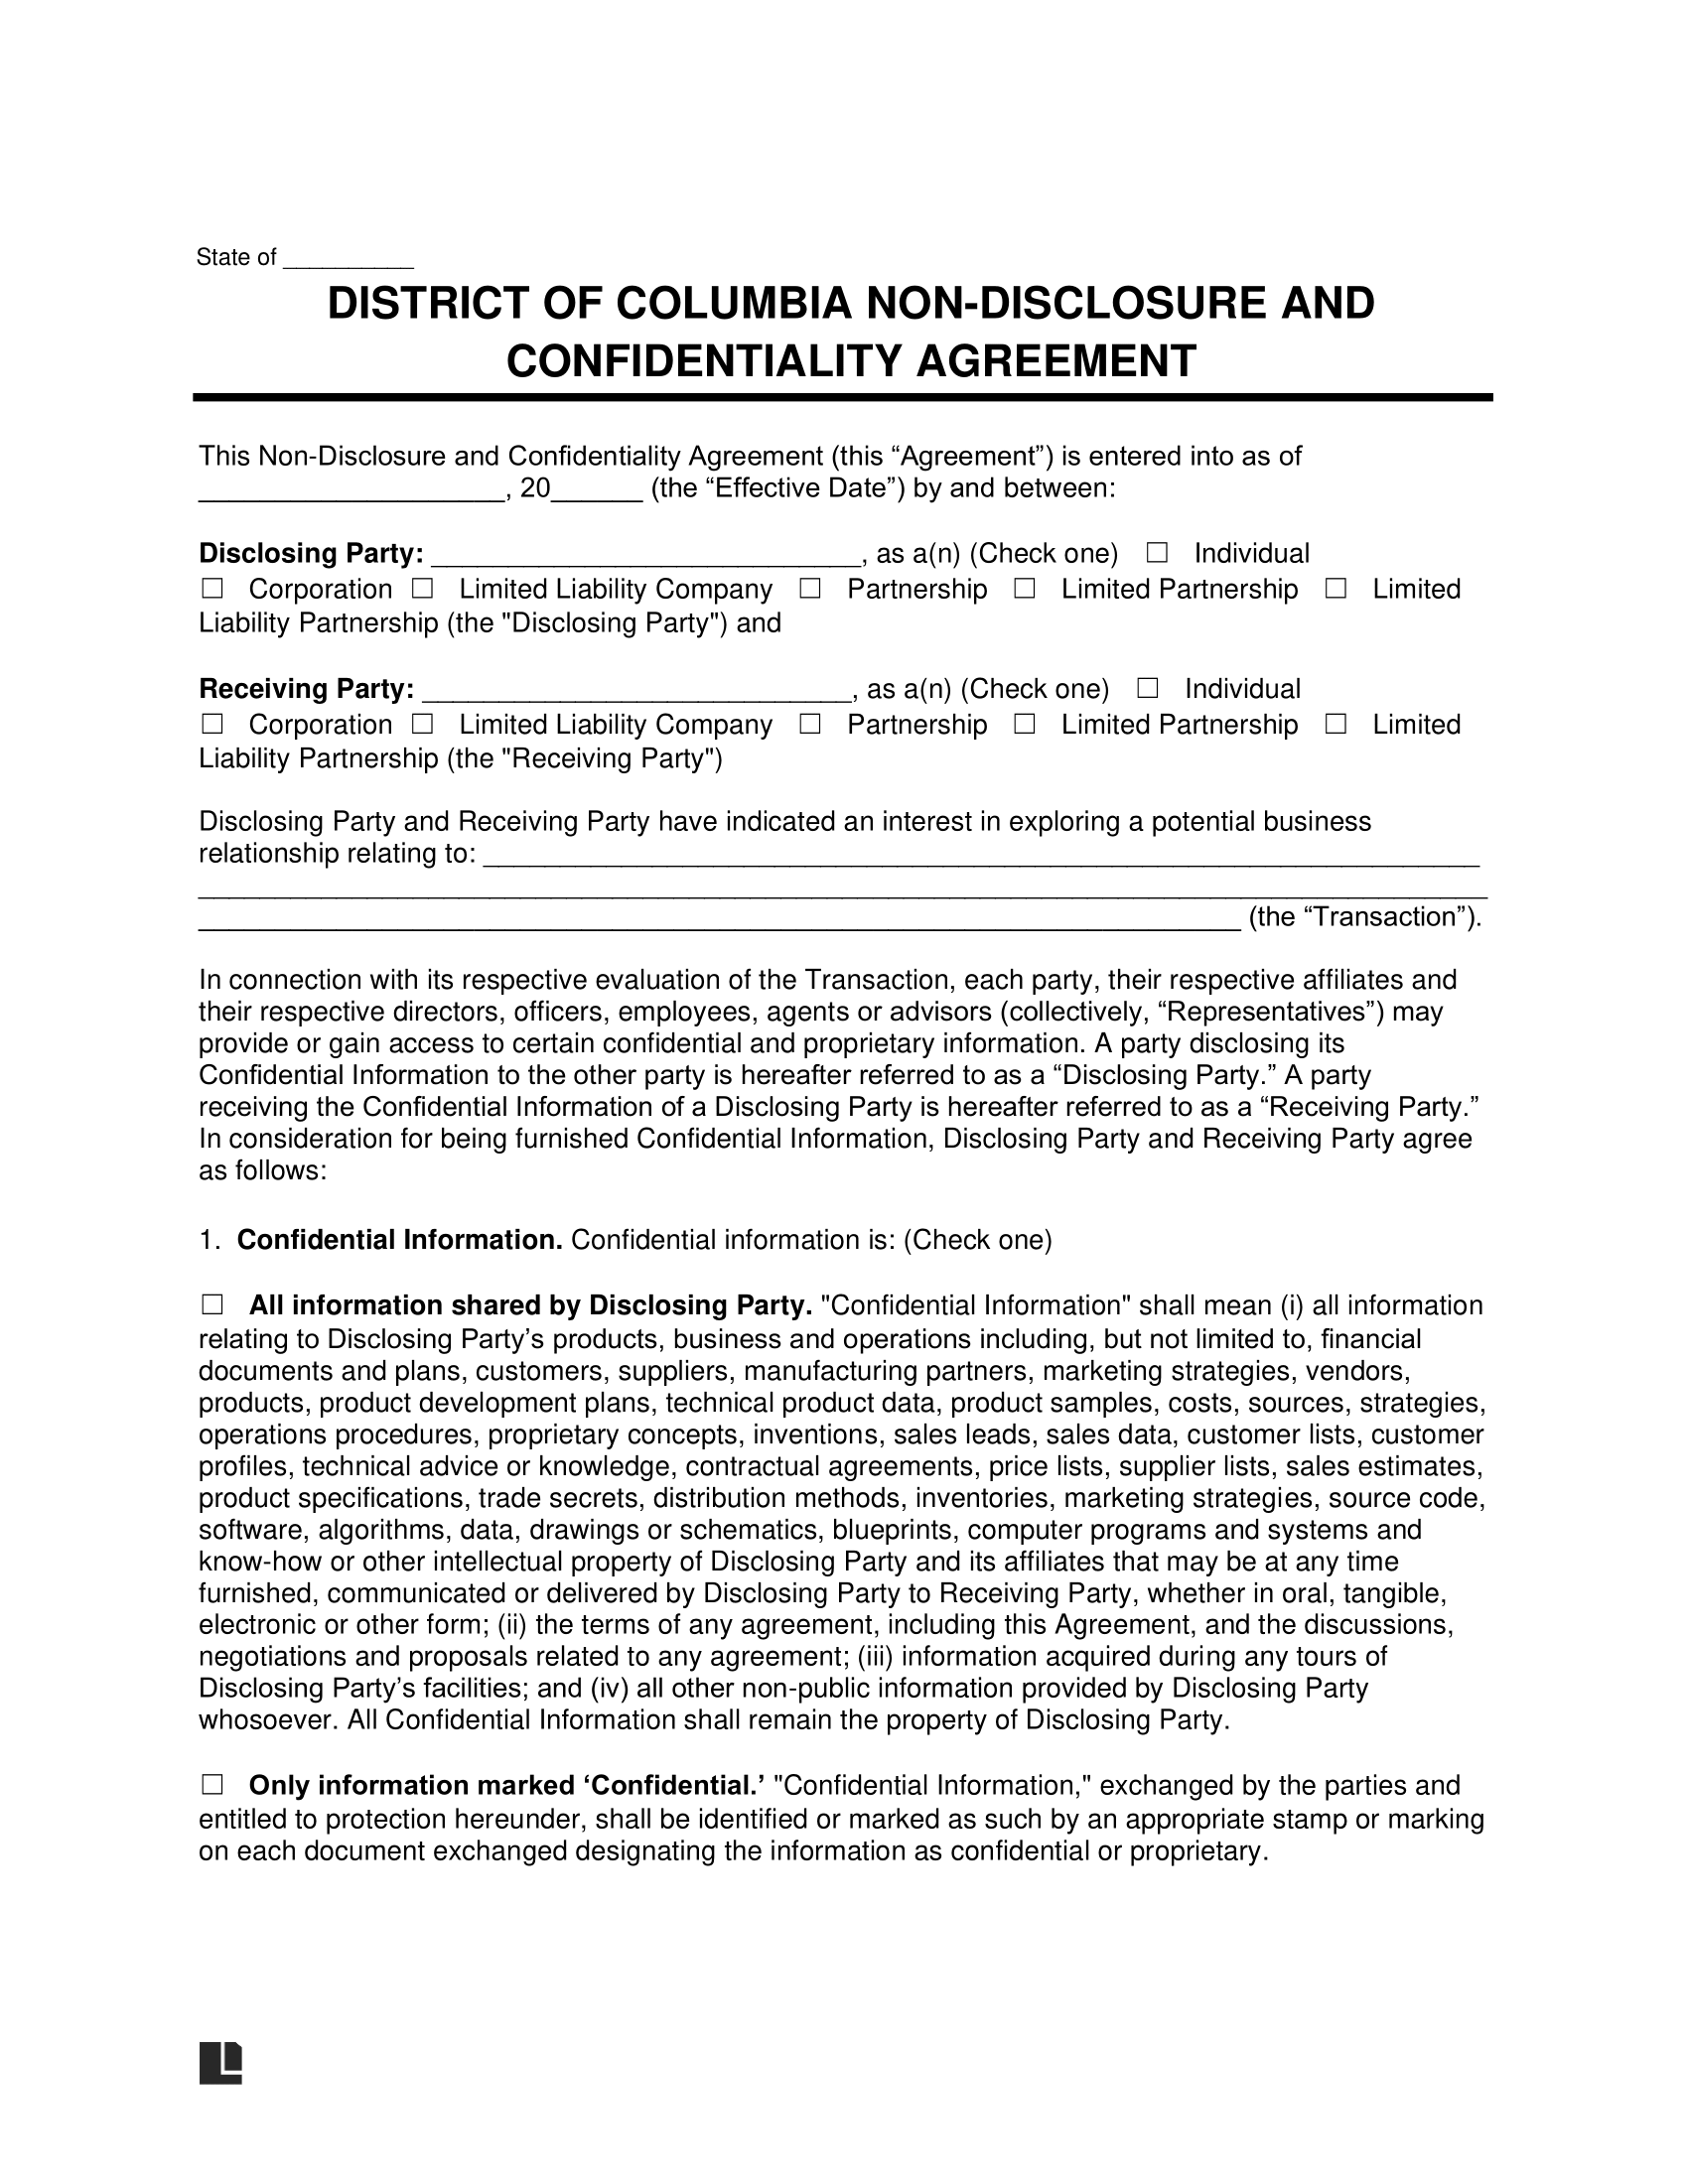 State of __________
DISTRICT OF COLUMBIA NON-DISCLOSURE AND
CONFIDENTIALITY AGREEMENT
This Non-Disclosure and Confidentiality Agreement (this “Agreement”) is entered into as of
____________________, 20______ (the “Effective Date”) by and between:
Disclosing Party: ____________________________, as a(n) (Check one) ☐ Individual
☐ Corporation ☐ Limited Liability Company ☐ Partnership ☐ Limited Partnership ☐ Limited
Liability Partnership (the "Disclosing Party") and
Receiving Party: ____________________________, as a(n) (Check one) ☐ Individual
☐ Corporation ☐ Limited Liability Company ☐ Partnership ☐ Limited Partnership ☐ Limited
Liability Partnership (the "Receiving Party")
Disclosing Party and Receiving Party have indicated an interest in exploring a potential business
relationship relating to: _________________________________________________________________
____________________________________________________________________________________
____________________________________________________________________ (the “Transaction”).
In connection with its respective evaluation of the Transaction, each party, their respective affiliates and
their respective directors, officers, employees, agents or advisors (collectively, “Representatives”) may
provide or gain access to certain confidential and proprietary information. A party disclosing its
Confidential Information to the other party is hereafter referred to as a “Disclosing Party.” A party
receiving the Confidential Information of a Disclosing Party is hereafter referred to as a “Receiving Party.”
In consideration for being furnished Confidential Information, Disclosing Party and Receiving Party agree
as follows:
1. Confidential Information. Confidential information is: (Check one)
☐ All information shared by Disclosing Party. "Confidential Information" shall mean (i) all information
relating to Disclosing Party’s products, business and operations including, but not limited to, financial
documents and plans, customers, suppliers, manufacturing partners, marketing strategies, vendors,
products, product development plans, technical product data, product samples, costs, sources, strategies,
operations procedures, proprietary concepts, inventions, sales leads, sales data, customer lists, customer
profiles, technical advice or knowledge, contractual agreements, price lists, supplier lists, sales estimates,
product specifications, trade secrets, distribution methods, inventories, marketing strategies, source code,
software, algorithms, data, drawings or schematics, blueprints, computer programs and systems and
know-how or other intellectual property of Disclosing Party and its affiliates that may be at any time
furnished, communicated or delivered by Disclosing Party to Receiving Party, whether in oral, tangible,
electronic or other form; (ii) the terms of any agreement, including this Agreement, and the discussions,
negotiations and proposals related to any agreement; (iii) information acquired during any tours of
Disclosing Party’s facilities; and (iv) all other non-public information provided by Disclosing Party
whosoever. All Confidential Information shall remain the property of Disclosing Party.
☐ Only information marked ‘Confidential.’ "Confidential Information," exchanged by the parties and
entitled to protection hereunder, shall be identified or marked as such by an appropriate stamp or marking
on each document exchanged designating the information as confidential or proprietary.